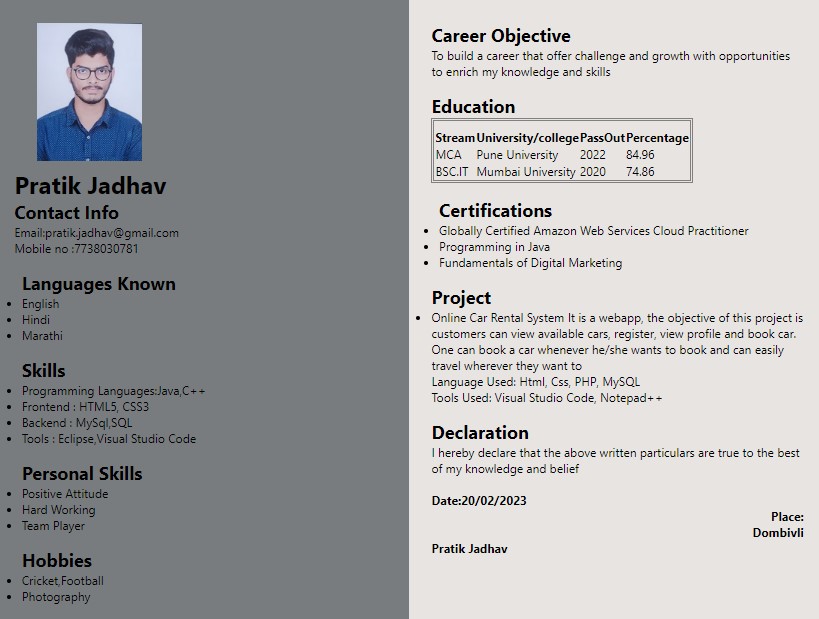 Pratik Jadhav
Contact Info
Email:pratik.jadhav@gmail.com
Mobile no :7738030781
Languages Known
English
Hindi
Marathi
Skills
Programming Languages:Java,C++
Frontend : HTML5, CSS3
Backend : MySql,SQL
Tools : Eclipse,Visual Studio Code
Personal Skills
Positive Attitude
Hard Working
Team Player
Hobbies
Cricket,Football
Photography
Career Objective
To build a career that offer challenge and growth with opportunities
to enrich my knowledge and skills
Education
Stream University/college PassOut Percentage
MCA Pune University 2022 84.96
BSC.IT Mumbai University 2020 74.86
Certifications
Globally Certified Amazon Web Services Cloud Practitioner
Programming in Java
Fundamentals of Digital Marketing
Project
Online Car Rental System It is a webapp, the objective of this project is
customers can view available cars, register, view profile and book car.
One can book a car whenever he/she wants to book and can easily
travel wherever they want to
Language Used: Html, Css, PHP, MySQL
Tools Used: Visual Studio Code, Notepad++
Declaration
I hereby declare that the above written particulars are true to the best
of my knowledge and belief
Date:20/02/2023
Place:
Dombivli
Pratik Jadhav